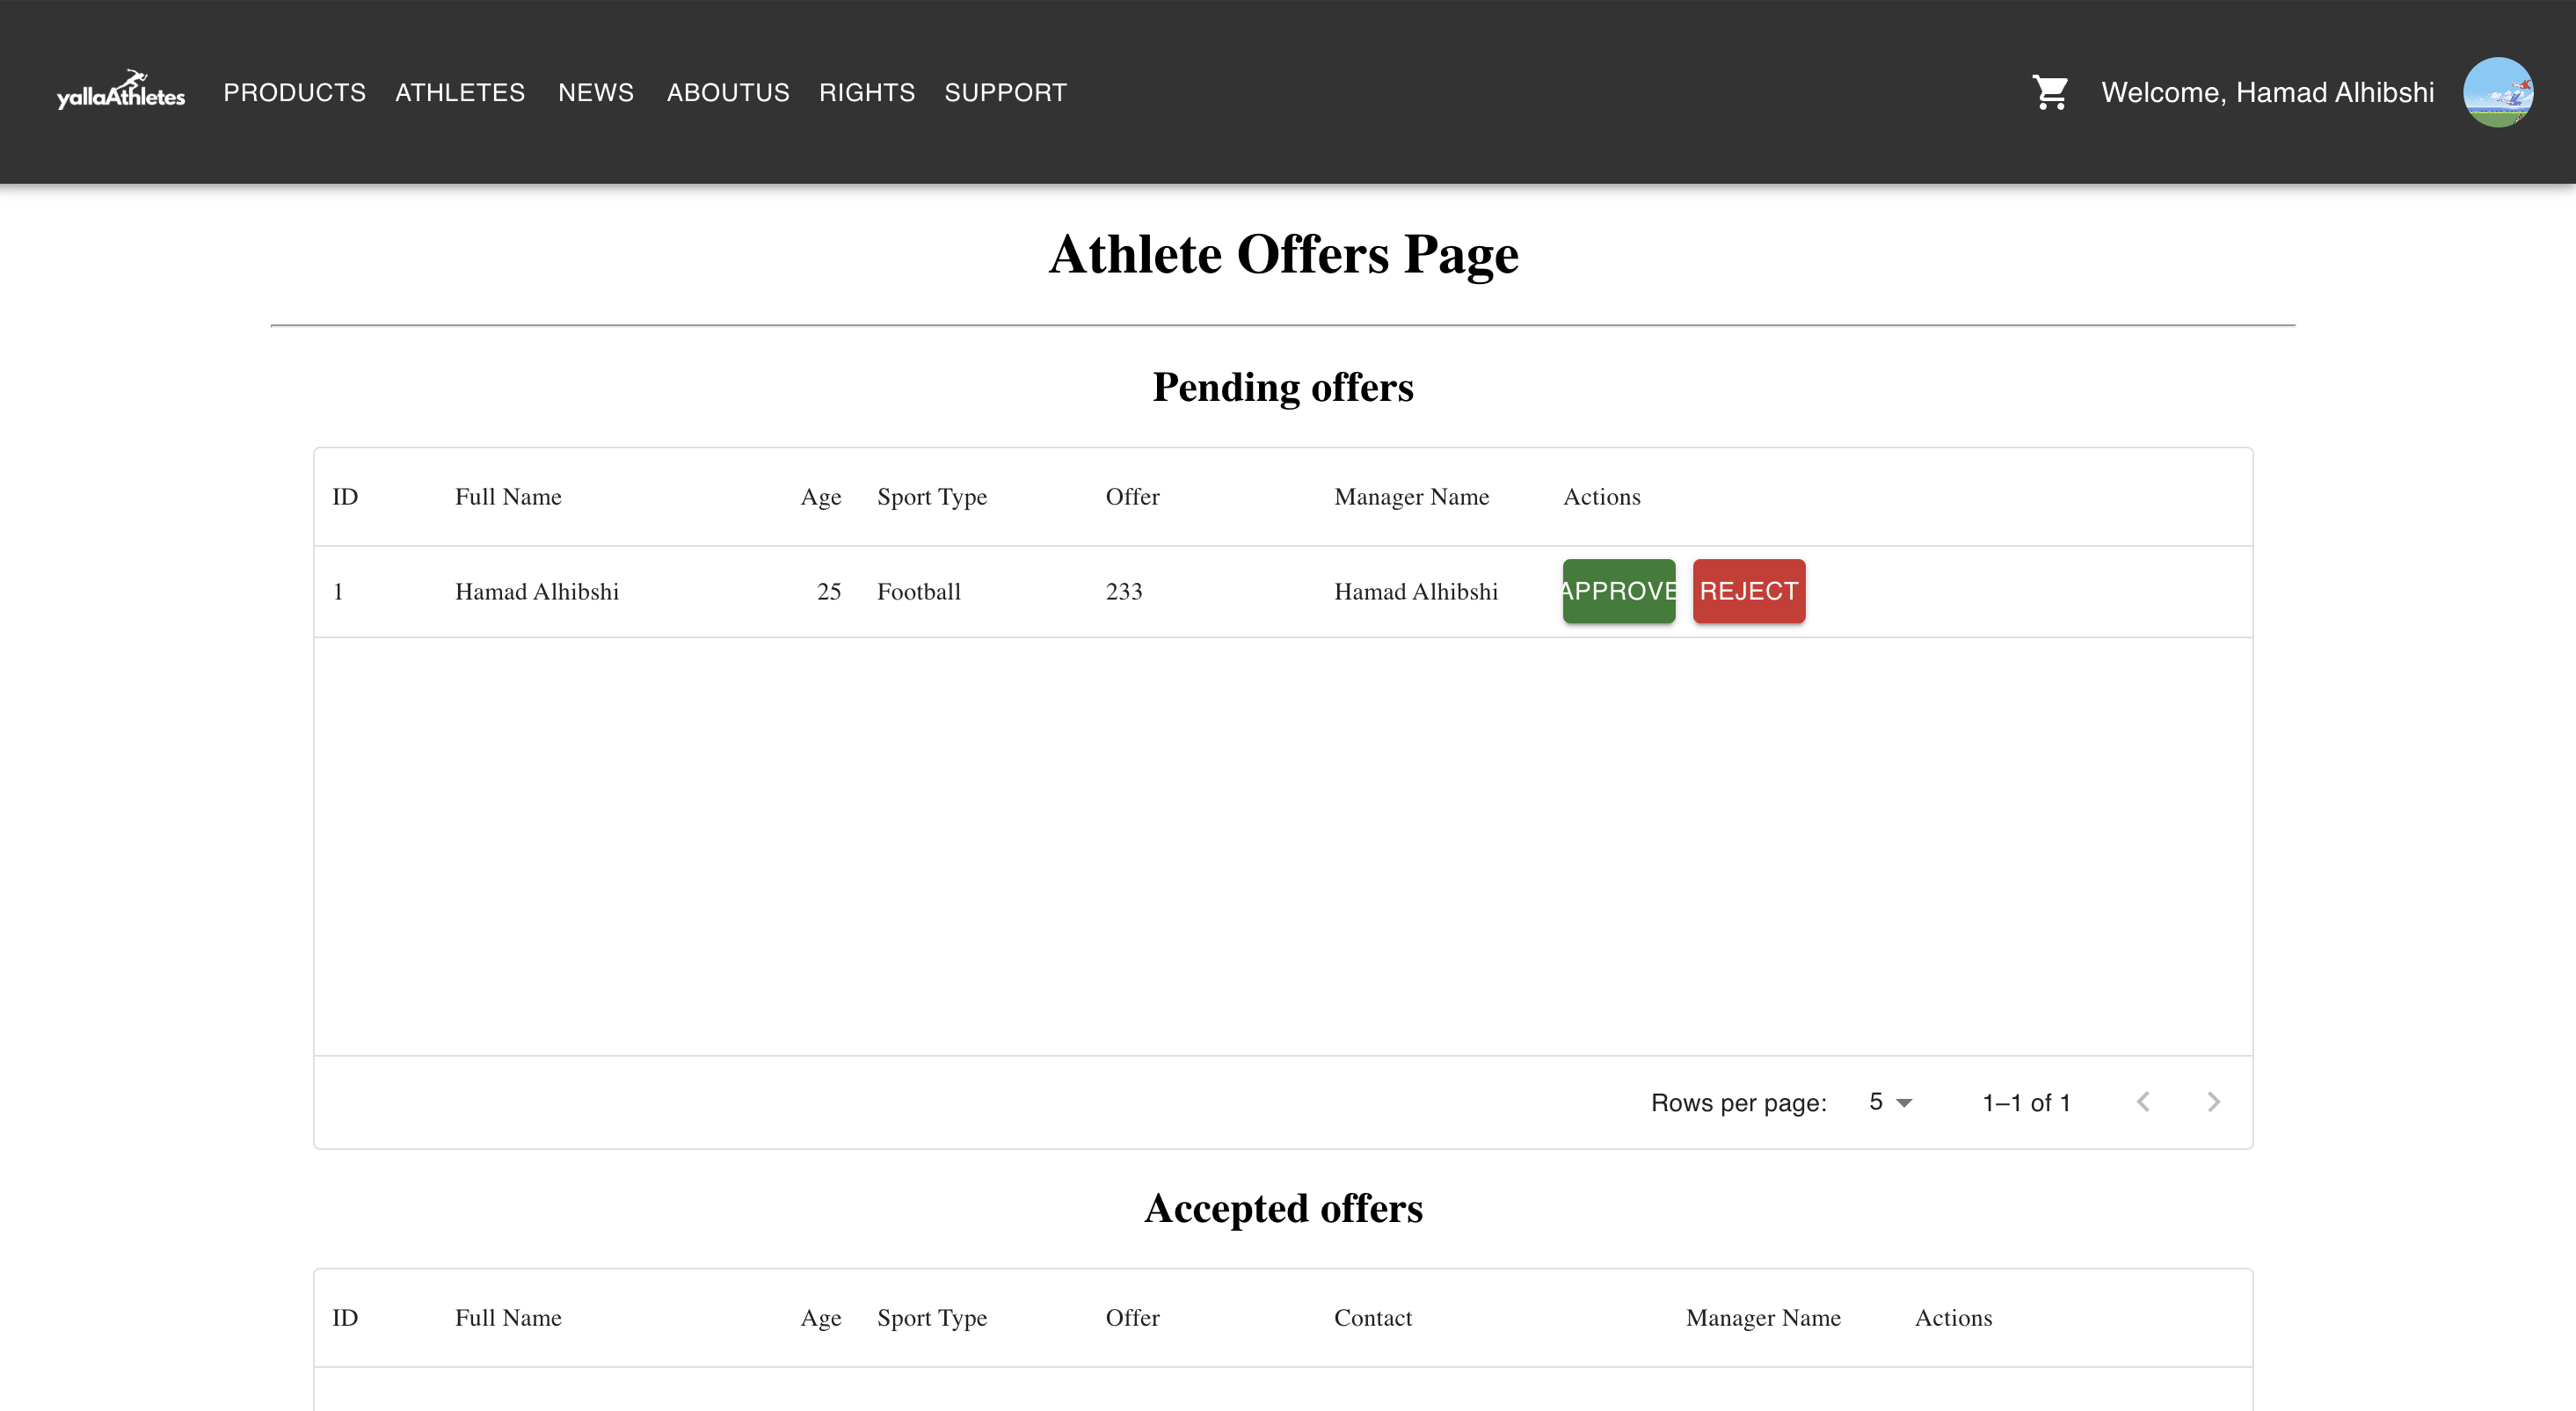 yallaAthletes PRODUCTS ATHLETES NEWS ABOUTUS RIGHTS SUPPORT Welcome, Hamad Alhibshi
Athlete Offers Page
Pending offers
ID Full Name Age Sport Type Offer Manager Name Actions
1 Hamad Alhibshi 25 Football 233 Hamad Alhibshi APPROVE REJECT
Rows per page: 5 1–1 of 1
Accepted offers
ID Full Name Age Sport Type Offer Contact Manager Name Actions